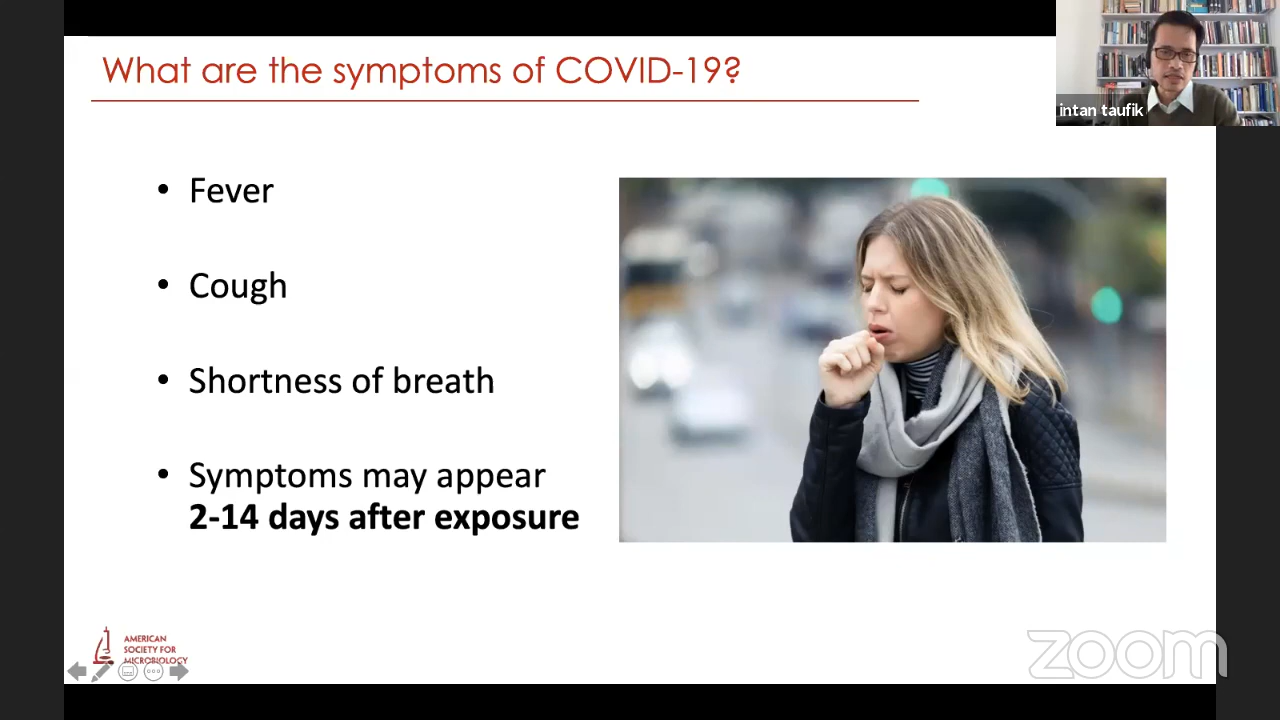 What are the symptoms of COVID-19?
intan taufik
• Fever
• Cough
• Shortness of breath
• Symptoms may appear
2-14 days after exposure
AMERICAN
SOCIETY FOR
MICROBIOLOGY
zoom